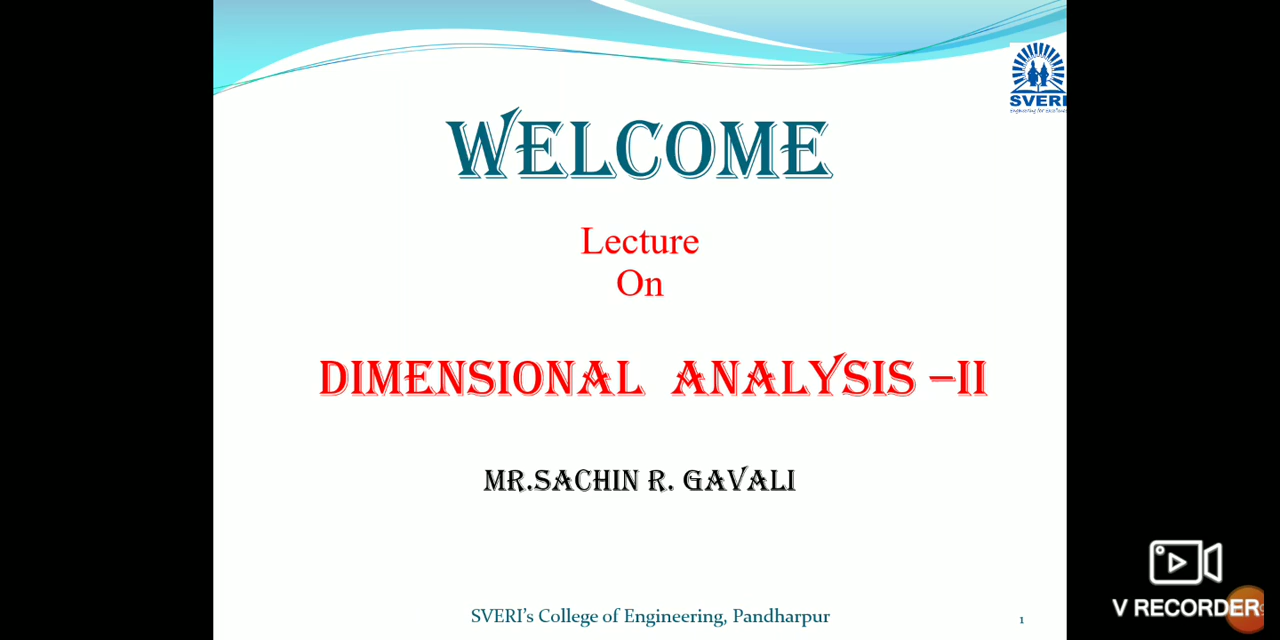 SVERI
WELCOME
Lecture
On
DIMENSIONAL ANALYSIS –II
MR.SACHIN R. GAVALI
SVERI's College of Engineering, Pandharpur
1
V RECORDER